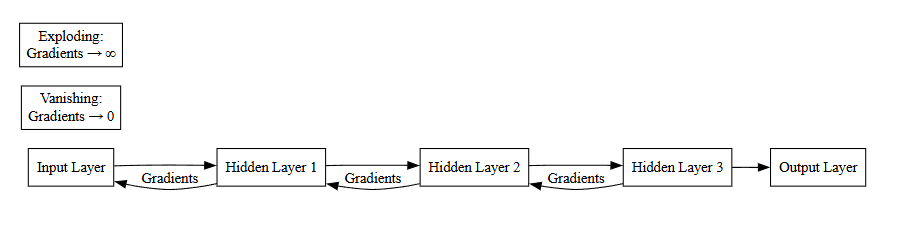 Exploding:
Gradients → ∞
Vanishing:
Gradients → 0
Input Layer
Gradients
Hidden Layer 1
Gradients
Hidden Layer 2
Gradients
Hidden Layer 3
Output Layer